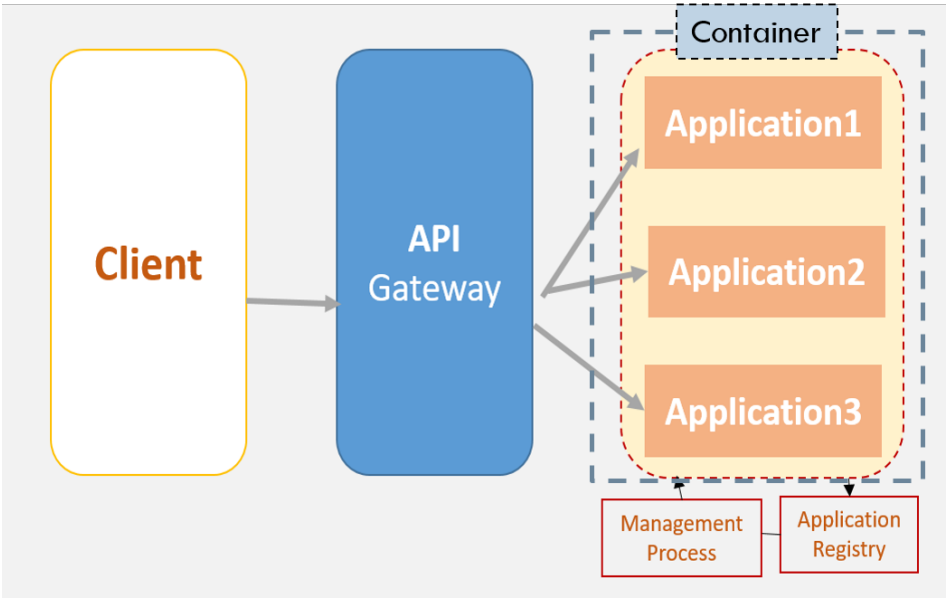 Container
Client
API
Gateway
Application1
Application2
Application3
Management
Process
Application
Registry